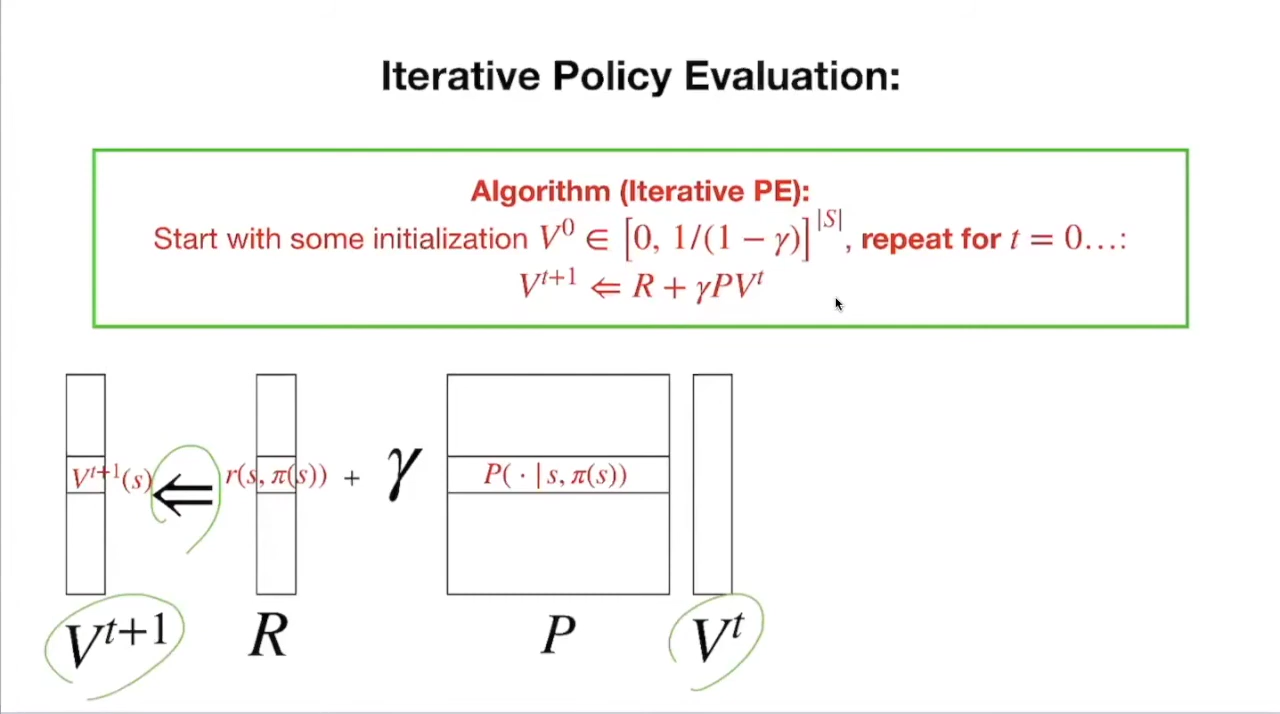 Iterative Policy Evaluation:
Algorithm (Iterative PE):
Start with some initialization V⁰ ∈ [0, 1/(1 − γ)]^|S|, repeat for t = 0…:
V^{t+1} ⇐ R + γPV^t
V^{t+1}(s) ⇐ r(s, π(s)) + γ P( · | s, π(s))
V^{t+1} R P V^t